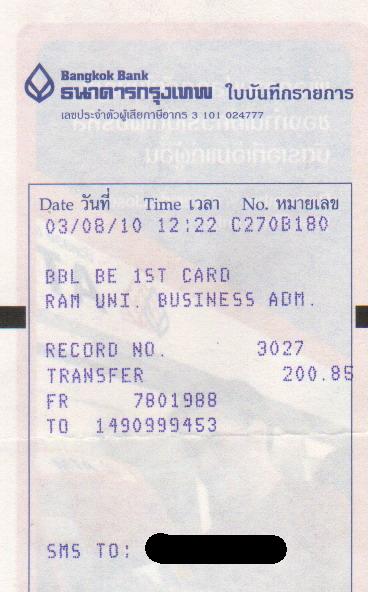 Bangkok Bank
ธนาคารกรุงเทพ ใบบันทึกรายการ
เลขประจำตัวผู้เสียภาษีอากร 3 101 024777
Date วันที่ Time เวลา No. หมายเลข
03/08/10 12:22 C270B180
BBL BE 1ST CARD
RAM UNI. BUSINESS ADM.
RECORD NO. 3027
TRANSFER 200.85
FR 7801988
TO 1490999453
SMS TO: